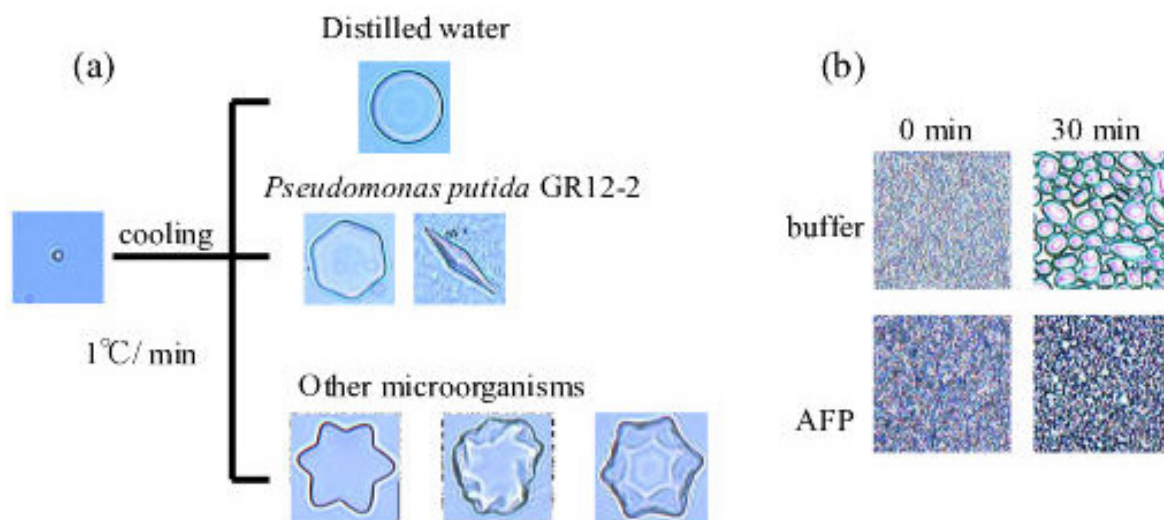 (a)
Distilled water
Pseudomonas putida GR12-2
cooling
1℃/ min
Other microorganisms
(b)
0 min 30 min
buffer
AFP